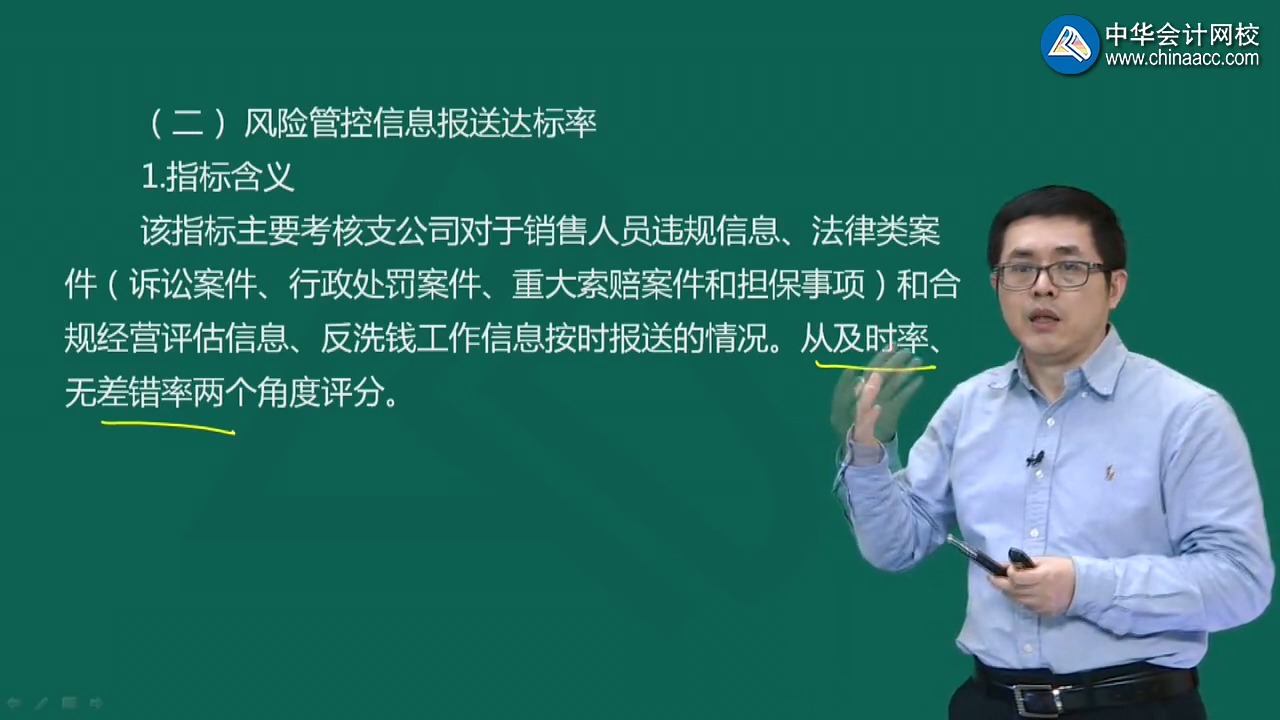 中华会计网校
www.chinaacc.com
（二）风险管控信息报送达标率
1.指标含义
该指标主要考核支公司对于销售人员违规信息、法律类案
件（诉讼案件、行政处罚案件、重大索赔案件和担保事项）和合
规经营评估信息、反洗钱工作信息按时报送的情况。从及时率、
无差错率两个角度评分。